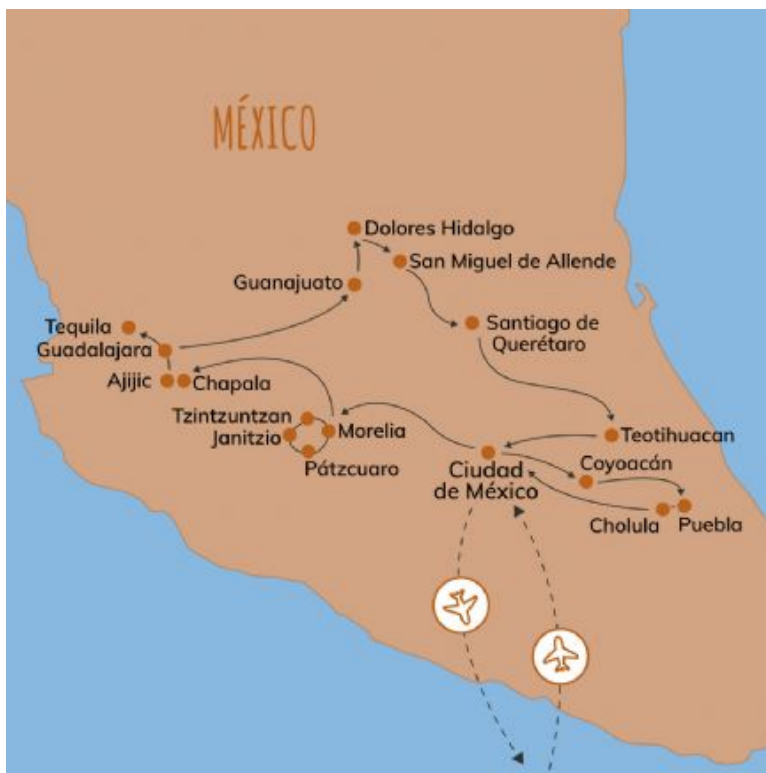 MÉXICO
Dolores Hidalgo
San Miguel de Allende
Guanajuato
Santiago de
Querétaro
Tequila
Guadalajara
Ajijic
Chapala
Tzintzuntzan
Janitzio
Morelia
Pátzcuaro
Teotihuacan
Coyoacán
Ciudad
de México
Cholula
Puebla